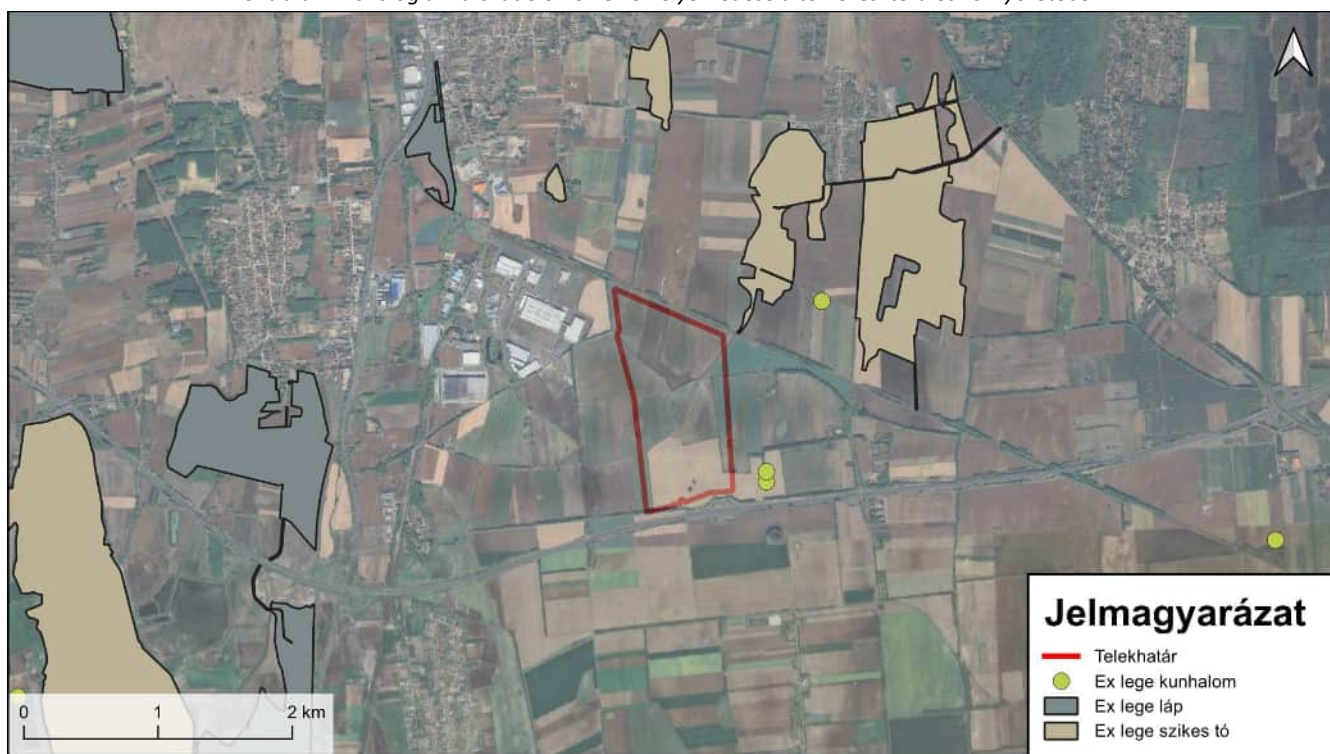 0
1
2 km
Jelmagyarázat
Telekhatár
Ex lege kunhalom
Ex lege láp
Ex lege szikes tó